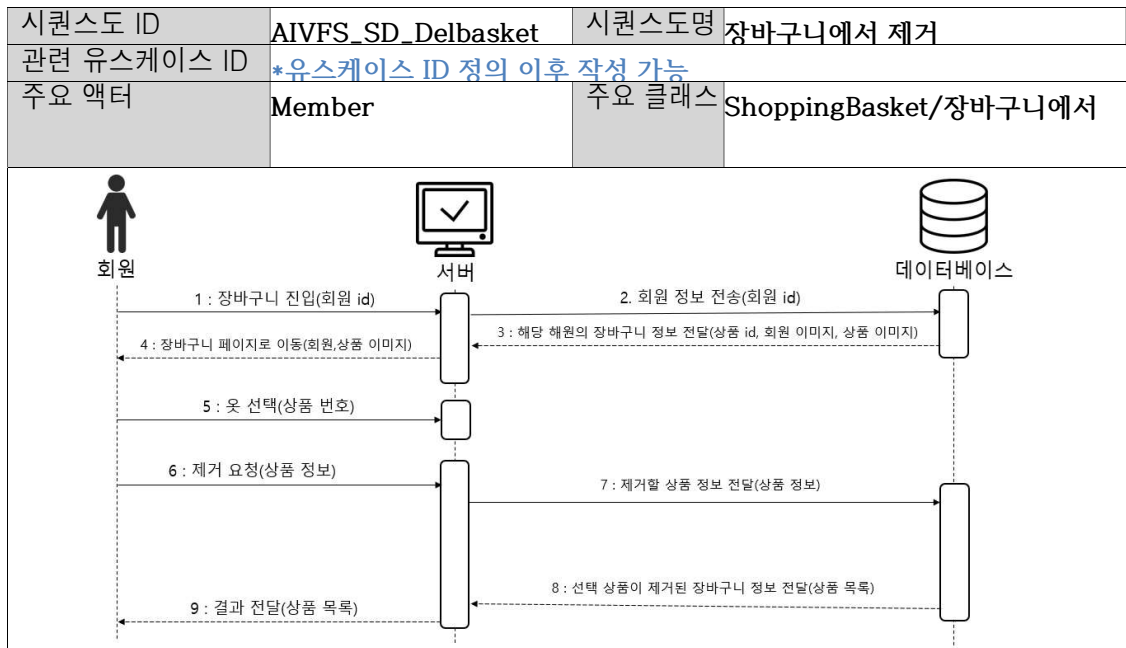 시퀀스도 ID AIVFS_SD_Delbasket 시퀀스도명 장바구니에서 제거
관련 유스케이스 ID *유스케이스 ID 정의 이후 작성 가능
주요 액터 Member 주요 클래스 ShoppingBasket/장바구니에서
회원 서버 데이터베이스
1 : 장바구니 진입(회원 id)
2. 회원 정보 전송(회원 id)
3 : 해당 해원의 장바구니 정보 전달(상품 id, 회원 이미지, 상품 이미지)
4 : 장바구니 페이지로 이동(회원,상품 이미지)
5 : 옷 선택(상품 번호)
6 : 제거 요청(상품 정보)
7 : 제거할 상품 정보 전달(상품 정보)
8 : 선택 상품이 제거된 장바구니 정보 전달(상품 목록)
9 : 결과 전달(상품 목록)